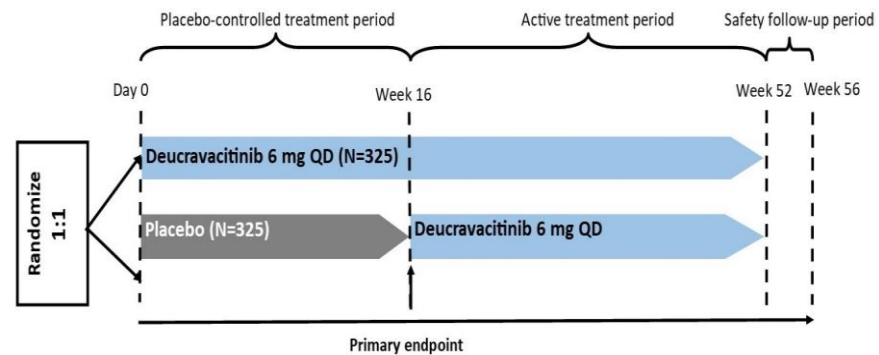 Placebo-controlled treatment period
Active treatment period
Safety follow-up period
Day 0
Week 16
Week 52
Week 56
Randomize
1:1
Deucravacitinib 6 mg QD (N=325)
Placebo (N=325)
Deucravacitinib 6 mg QD
Primary endpoint